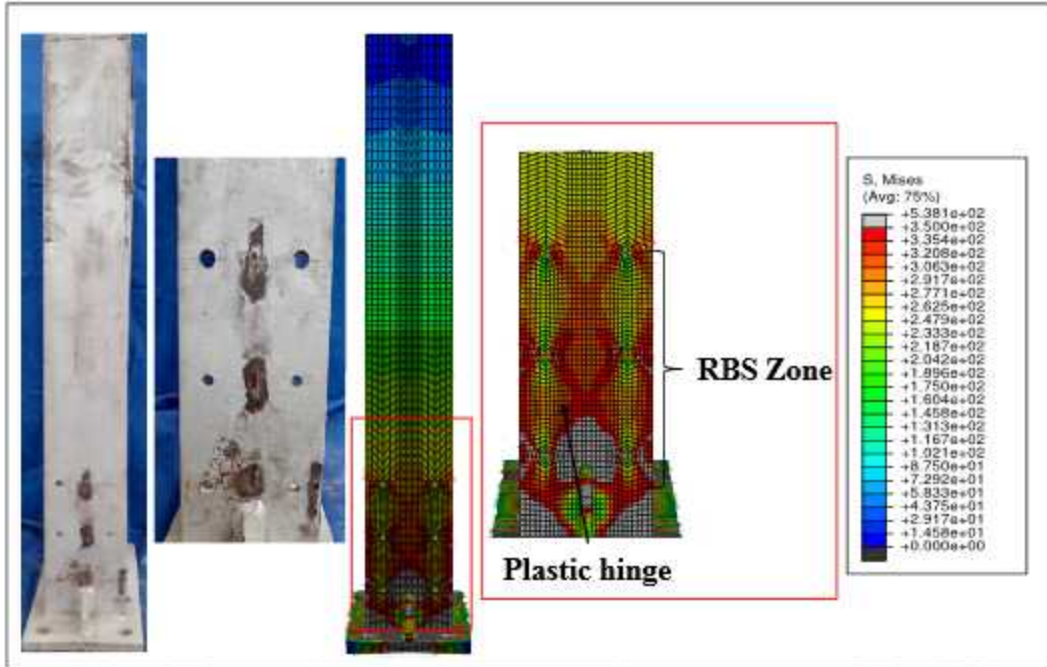 RBS Zone
Plastic hinge
S, Mises
(Avg: 75%)
+5.381e+02
+3.500e+02
+3.354e+02
+3.208e+02
+3.063e+02
+2.917e+02
+2.771e+02
+2.625e+02
+2.479e+02
+2.333e+02
+2.187e+02
+2.042e+02
+1.896e+02
+1.750e+02
+1.604e+02
+1.458e+02
+1.313e+02
+1.167e+02
+1.021e+02
+8.750e+01
+7.292e+01
+5.833e+01
+4.375e+01
+2.917e+01
+1.458e+01
+0.000e+00